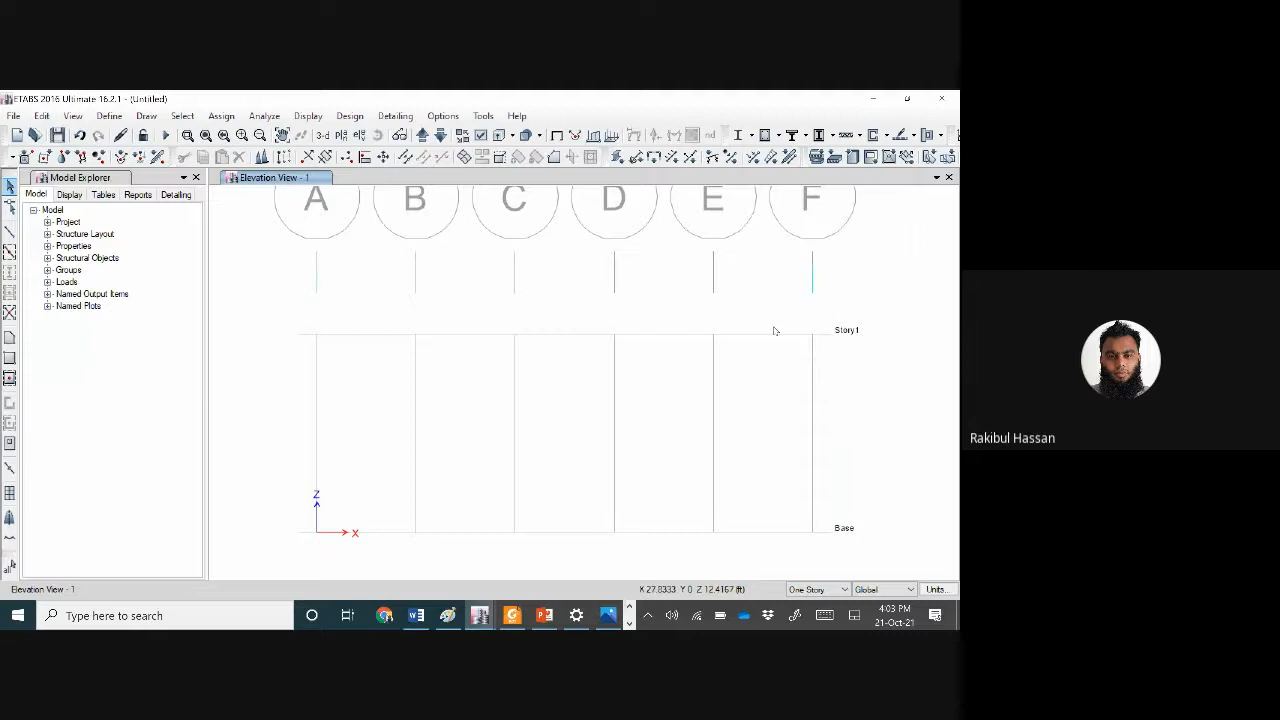 ETABS 2016 Ultimate 16.2.1 - (Untitled)
File Edit View Define Draw Select Assign Analyze Display Design Detailing Options Tools Help
3-d
nd
Model Explorer
Elevation View - 1
Model Display Tables Reports Detailing
Model
Project
Structure Layout
Properties
Structural Objects
Groups
Loads
Named Output Items
Named Plots
A B C D E F
Story1
Z
X
Base
all
Elevation View - 1
X 27.8333 Y 0 Z 12.4167 (ft)
One Story
Global
Units...
Type here to search
4:03 PM
21-Oct-21
Rakibul Hassan